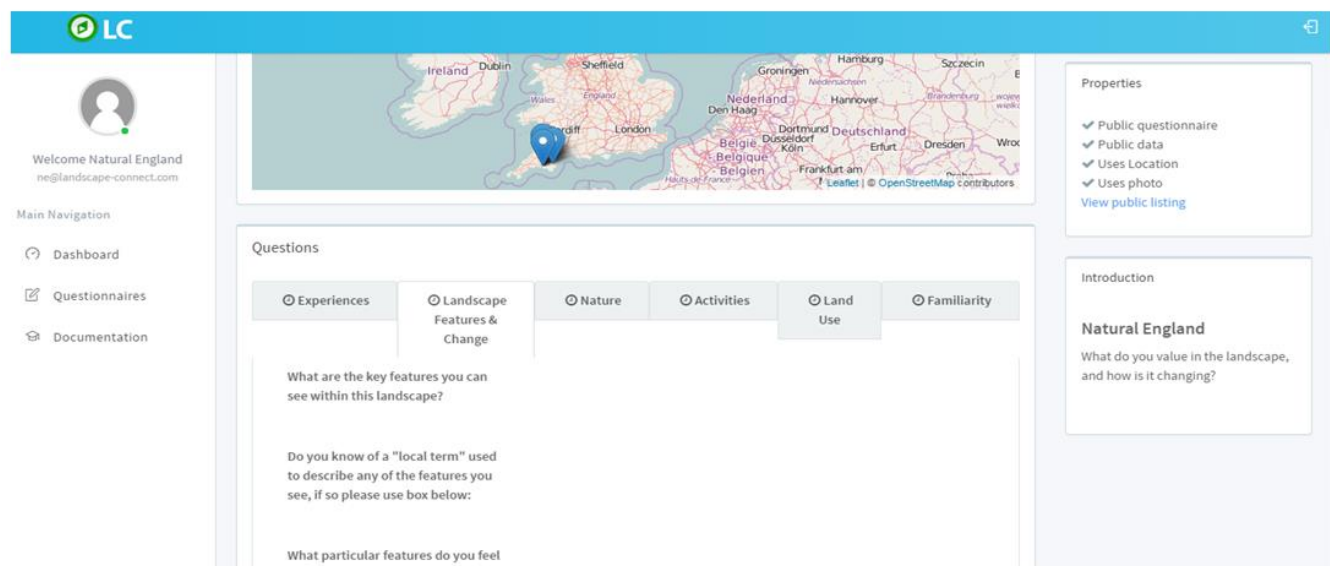 LC
Welcome Natural England
ne@landscape-connect.com
Main Navigation
Dashboard
Questionnaires
Documentation
Ireland Dublin Sheffield Groningen Hamburg Szczecin
Niedersachsen
Wales England Nederland Hannover Brandenburg
Den Haag
London Dortmund Deutschland
België Düsseldorf Dresden
Belgique Köln Erfurt
Belgien Frankfurt am
Hauts-de-France
Leaflet | © OpenStreetMap contributors
Questions
Experiences
Landscape
Features &
Change
Nature
Activities
Land
Use
Familiarity
What are the key features you can
see within this landscape?
Do you know of a "local term" used
to describe any of the features you
see, if so please use box below:
What particular features do you feel
Properties
Public questionnaire
Public data
Uses Location
Uses photo
View public listing
Introduction
Natural England
What do you value in the landscape,
and how is it changing?